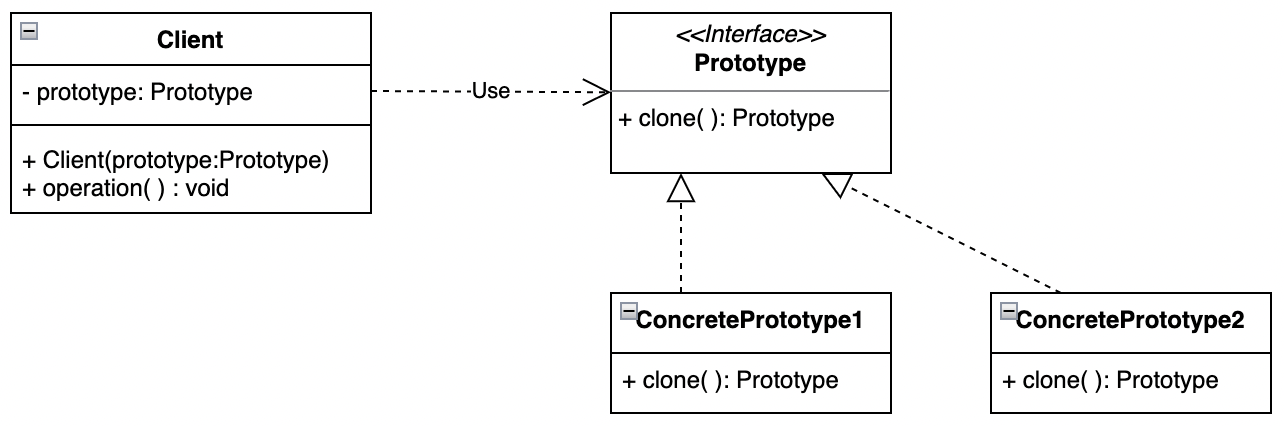 Client
- prototype: Prototype
+ Client(prototype:Prototype)
+ operation( ) : void
Use
<<Interface>>
Prototype
+ clone( ): Prototype
ConcretePrototype1
+ clone( ): Prototype
ConcretePrototype2
+ clone( ): Prototype